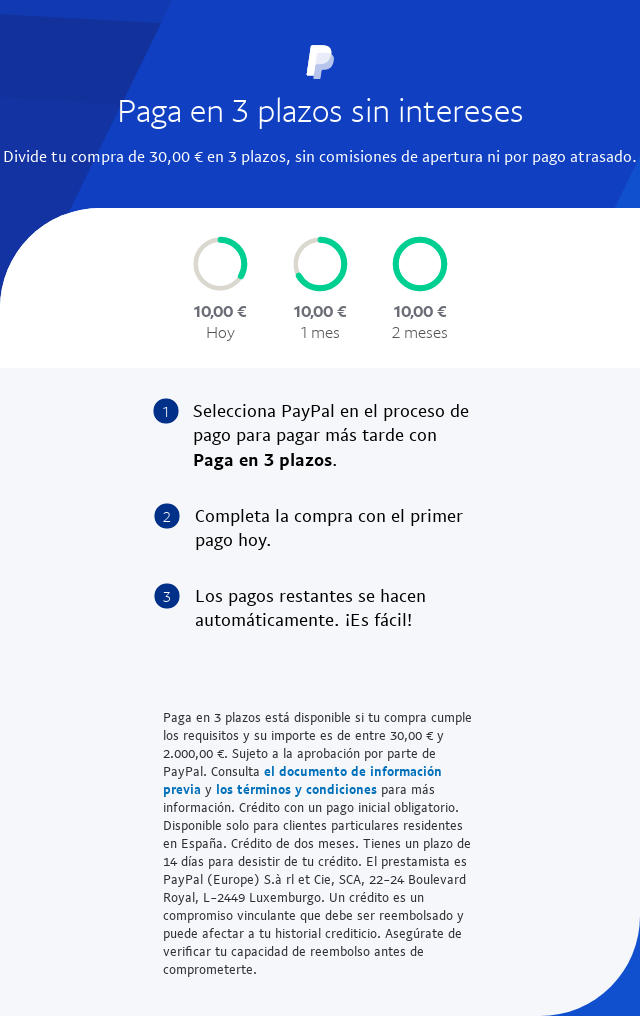 Paga en 3 plazos sin intereses
Divide tu compra de 30,00 € en 3 plazos, sin comisiones de apertura ni por pago atrasado.
10,00 € 10,00 € 10,00 €
Hoy 1 mes 2 meses
1 Selecciona PayPal en el proceso de
pago para pagar más tarde con
Paga en 3 plazos.
2 Completa la compra con el primer
pago hoy.
3 Los pagos restantes se hacen
automáticamente. ¡Es fácil!
Paga en 3 plazos está disponible si tu compra cumple
los requisitos y su importe es de entre 30,00 € y
2.000,00 €. Sujeto a la aprobación por parte de
PayPal. Consulta el documento de información
previa y los términos y condiciones para más
información. Crédito con un pago inicial obligatorio.
Disponible solo para clientes particulares residentes
en España. Crédito de dos meses. Tienes un plazo de
14 días para desistir de tu crédito. El prestamista es
PayPal (Europe) S.à rl et Cie, SCA, 22-24 Boulevard
Royal, L-2449 Luxemburgo. Un crédito es un
compromiso vinculante que debe ser reembolsado y
puede afectar a tu historial crediticio. Asegúrate de
verificar tu capacidad de reembolso antes de
comprometerte.